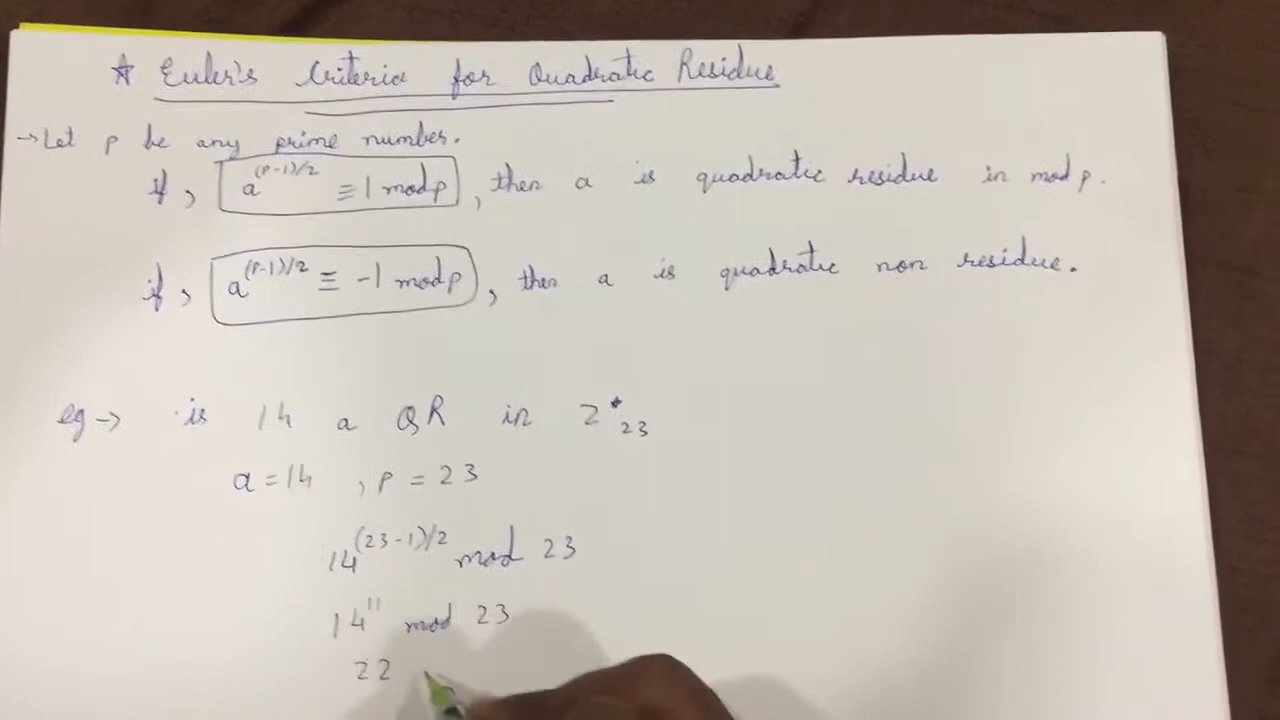 ☆ Euler's Criteria for Quadratic Residue
→ Let p be any prime number.
if, a^(p-1)/2 ≡ 1 mod p, then a is quadratic residue in mod p.
if, a^(p-1)/2 ≡ -1 mod p, then a is quadratic non residue.
eg → is 14 a QR in Z*₂₃
a = 14, p = 23
14^(23-1)/2 mod 23
14^11 mod 23
22